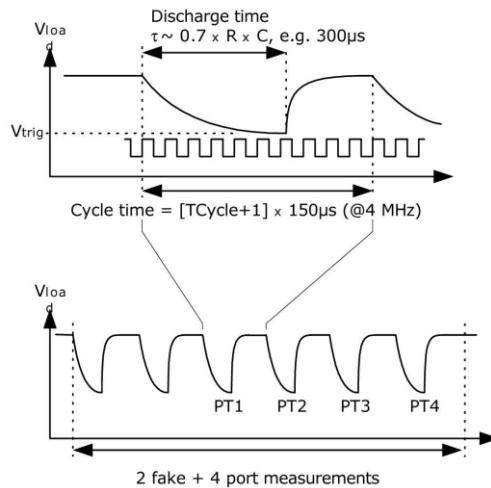 Discharge time
τ~ 0.7 x R x C, e.g. 300µs
Vloa
d
Vtrig
Cycle time = [TCycle+1] x 150µs (@4 MHz)
Vloa
d
PT1 PT2 PT3 PT4
2 fake + 4 port measurements